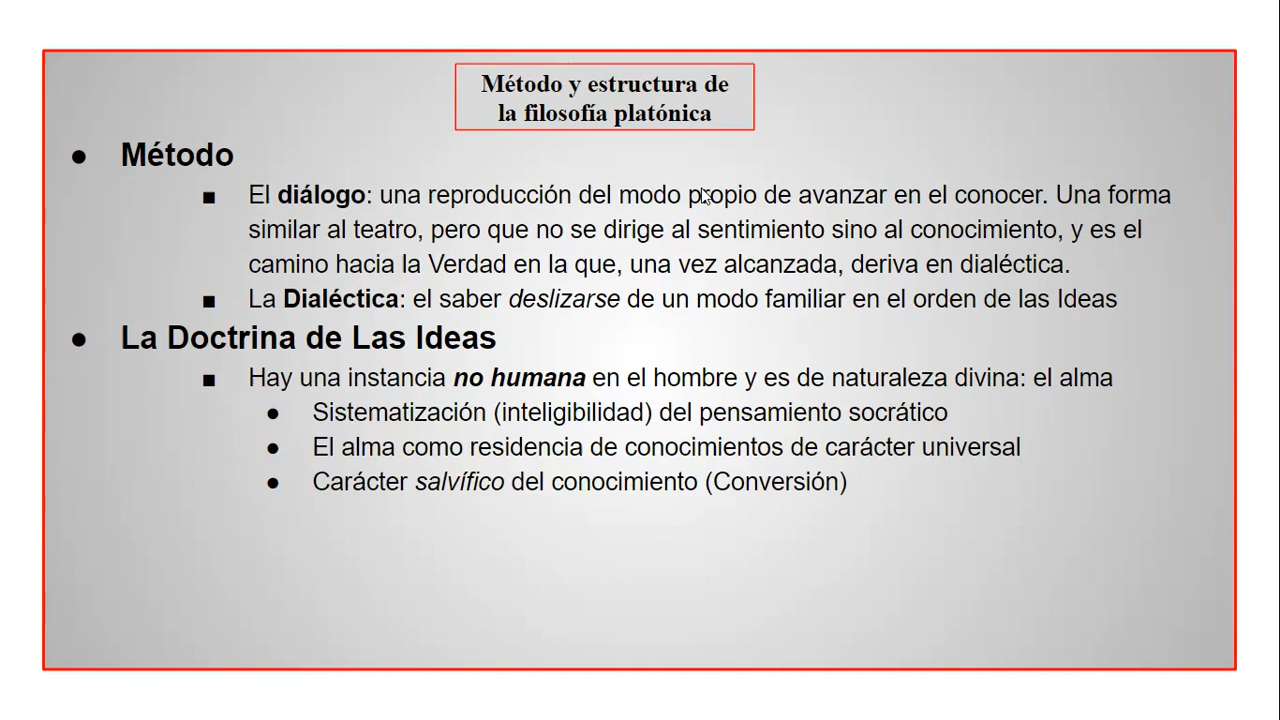 Método y estructura de
la filosofía platónica
● Método
■ El diálogo: una reproducción del modo propio de avanzar en el conocer. Una forma
similar al teatro, pero que no se dirige al sentimiento sino al conocimiento, y es el
camino hacia la Verdad en la que, una vez alcanzada, deriva en dialéctica.
■ La Dialéctica: el saber deslizarse de un modo familiar en el orden de las Ideas
● La Doctrina de Las Ideas
■ Hay una instancia no humana en el hombre y es de naturaleza divina: el alma
● Sistematización (inteligibilidad) del pensamiento socrático
● El alma como residencia de conocimientos de carácter universal
● Carácter salvífico del conocimiento (Conversión)